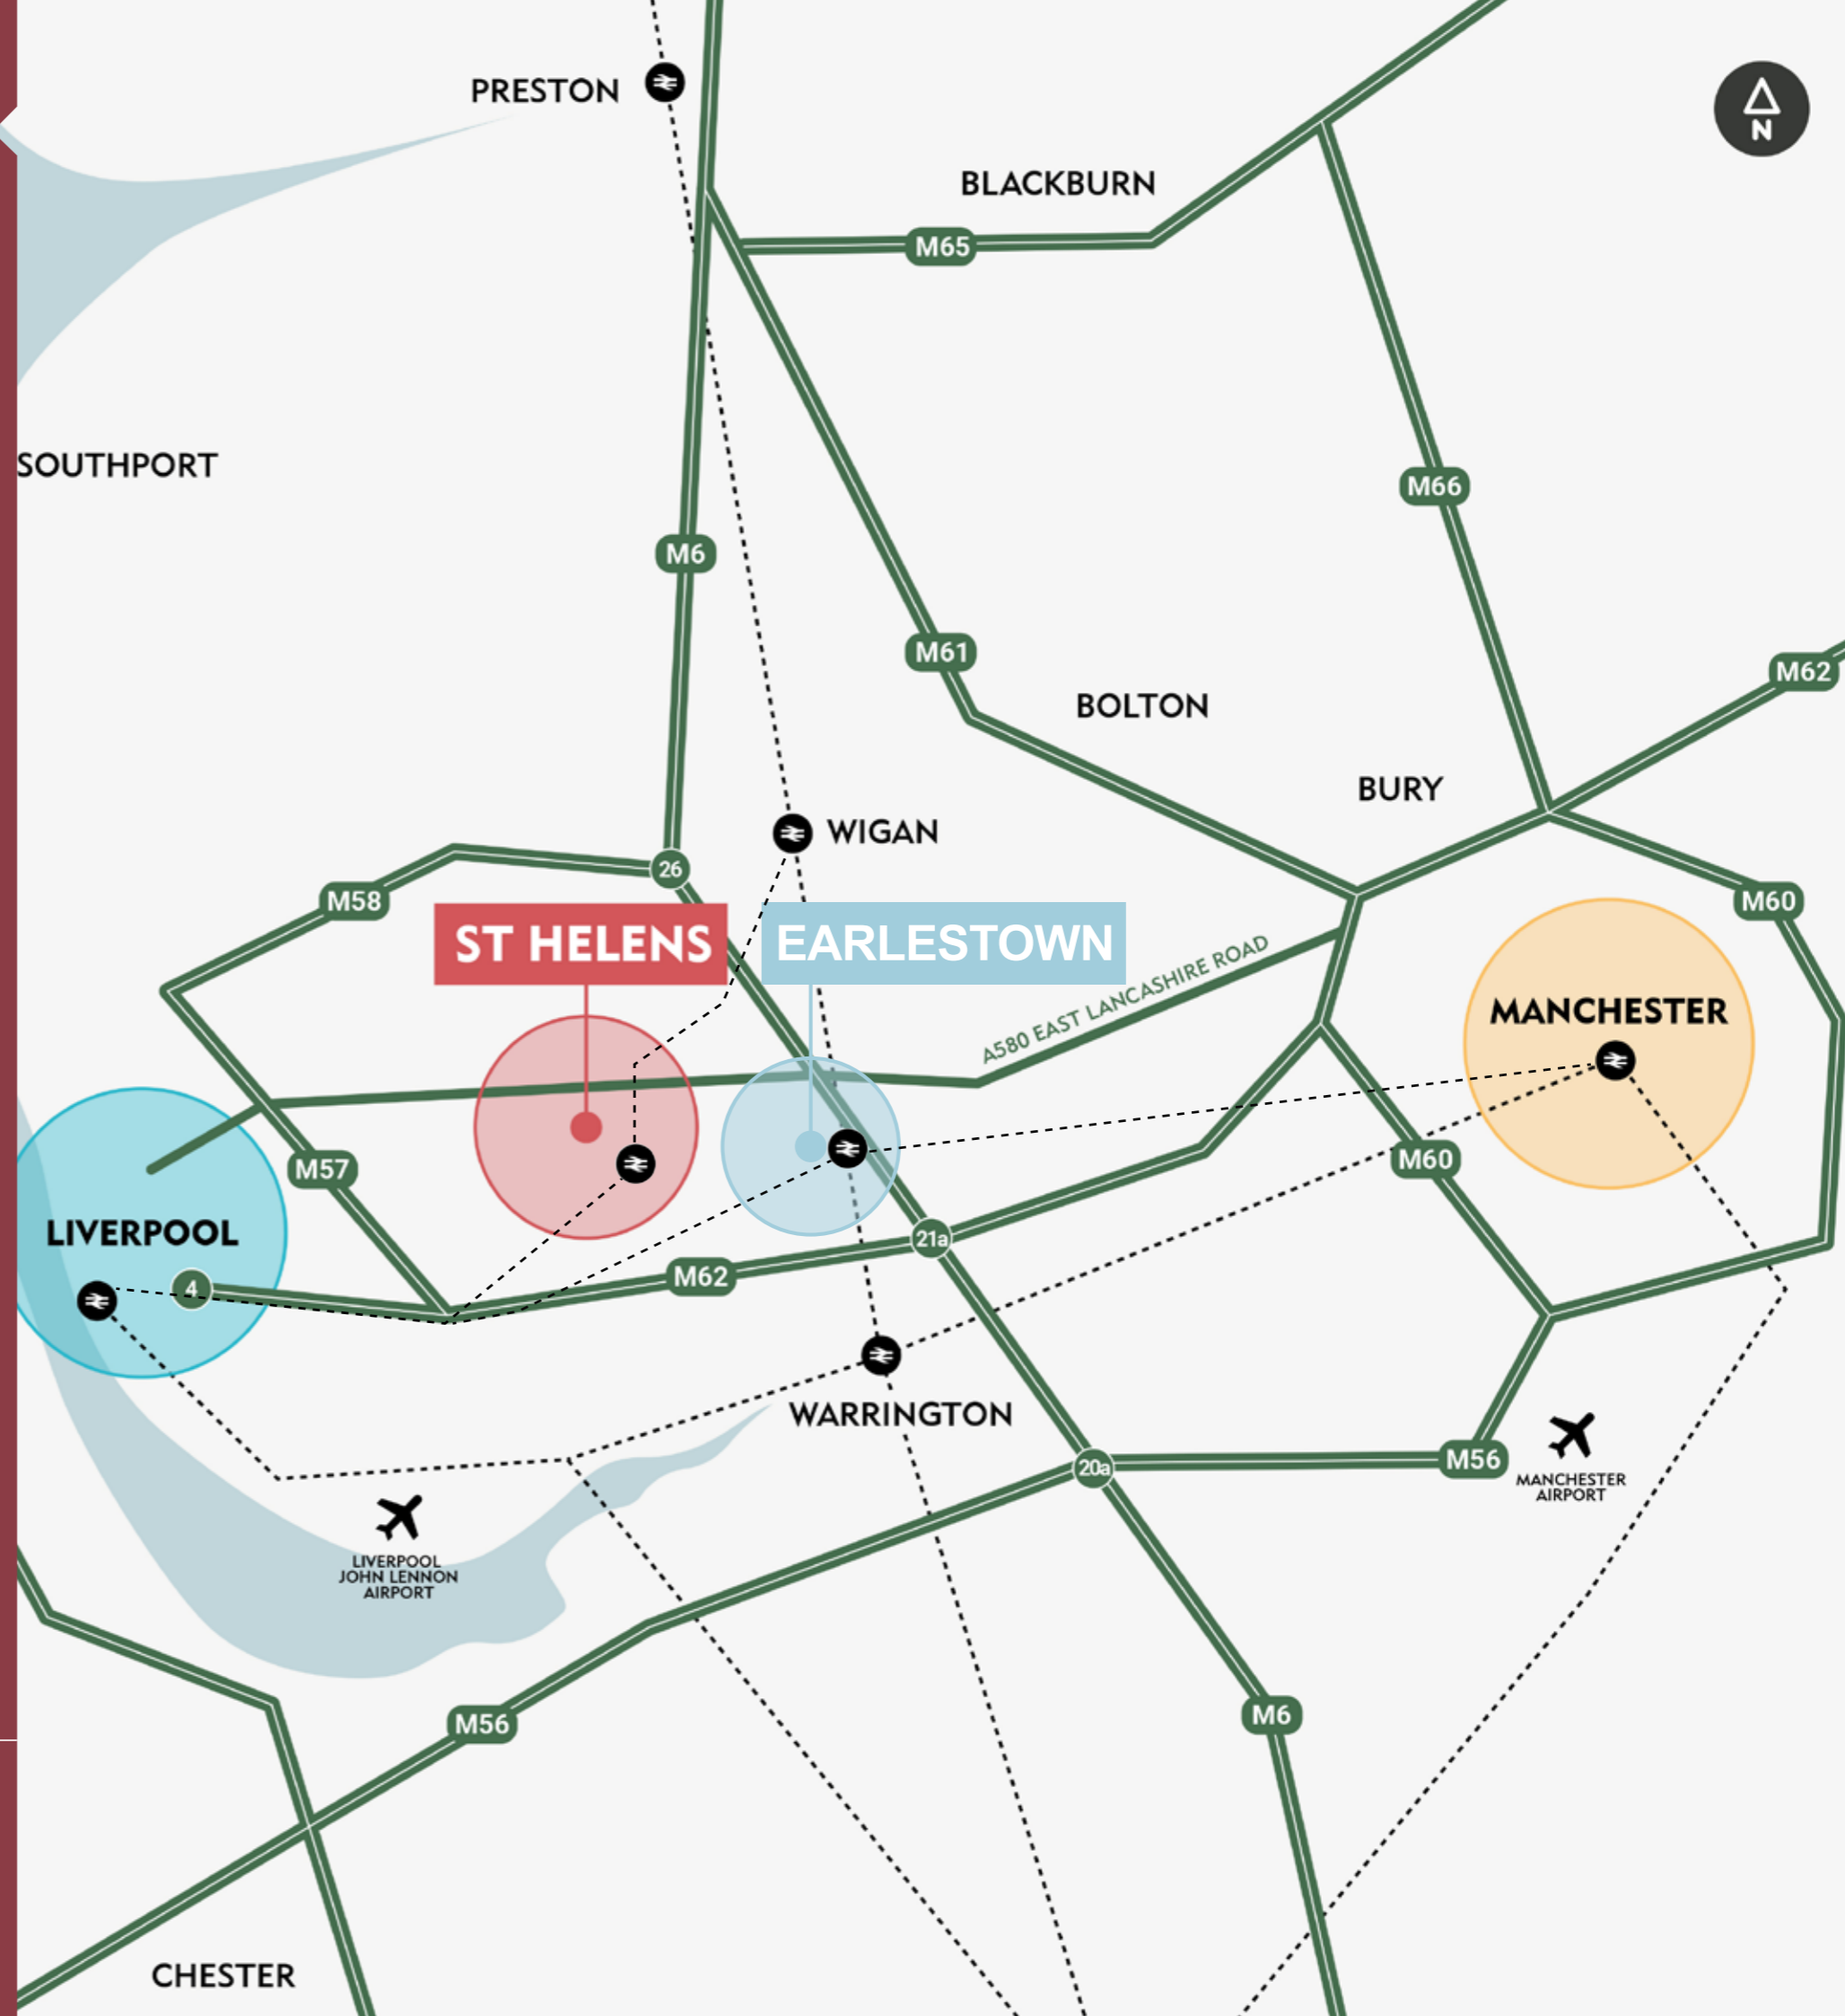 PRESTON
N
BLACKBURN
M65
SOUTHPORT
M66
M6
M61
M62
BOLTON
BURY
WIGAN
26
M58
M60
ST HELENS
EARLESTOWN
A580 EAST LANCASHIRE ROAD
MANCHESTER
M57
M60
LIVERPOOL
21a
M62
4
WARRINGTON
20a
M56
MANCHESTER
AIRPORT
LIVERPOOL
JOHN LENNON
AIRPORT
M6
M56
CHESTER